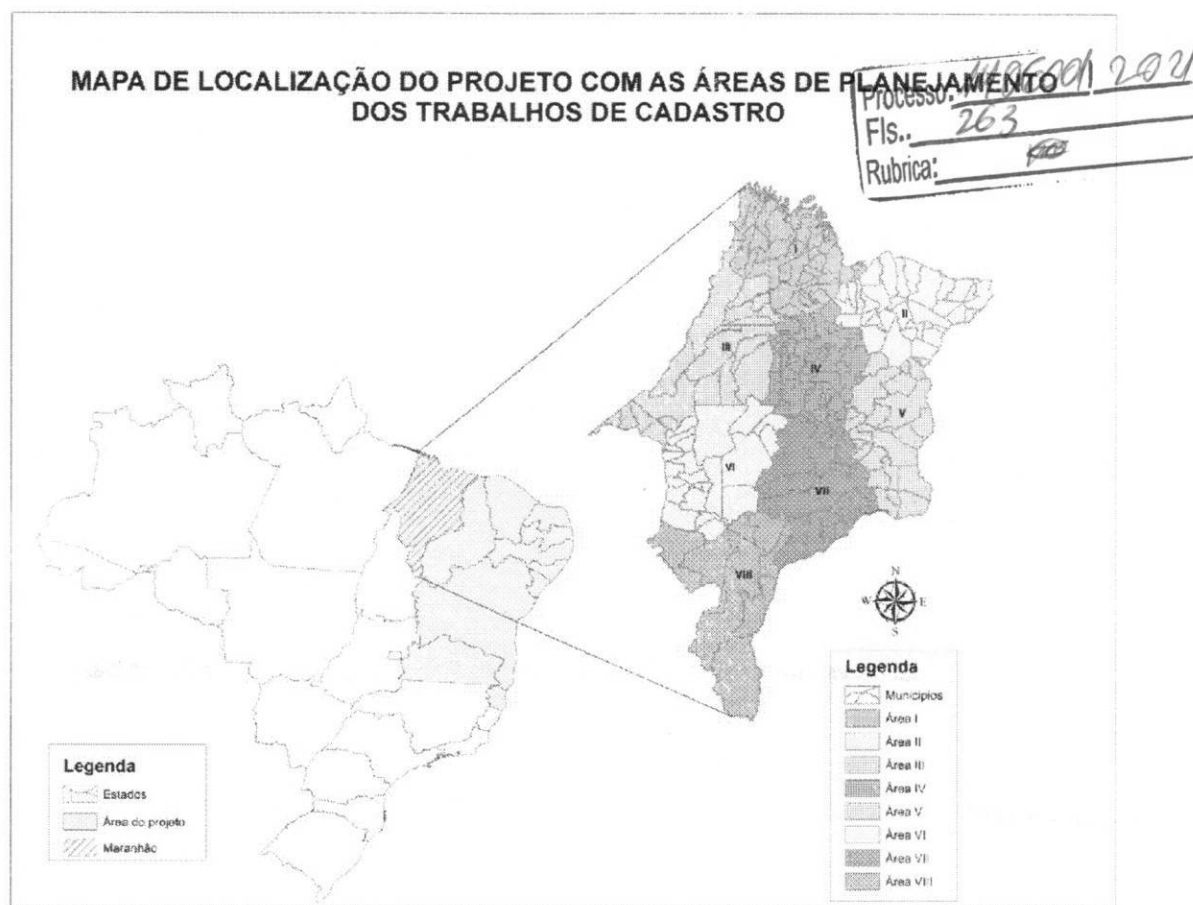 MAPA DE LOCALIZAÇÃO DO PROJETO COM AS ÁREAS DE PLANEJAMENTO
DOS TRABALHOS DE CADASTRO
Processo: 2021
Fls.. 263
Rubrica:
I
II
III
IV
V
VI
VII
VIII
N
W E
S
Legenda
Estados
Área do projeto
Maranhão
Legenda
Municípios
Área I
Área II
Área III
Área IV
Área V
Área VI
Área VII
Área VIII